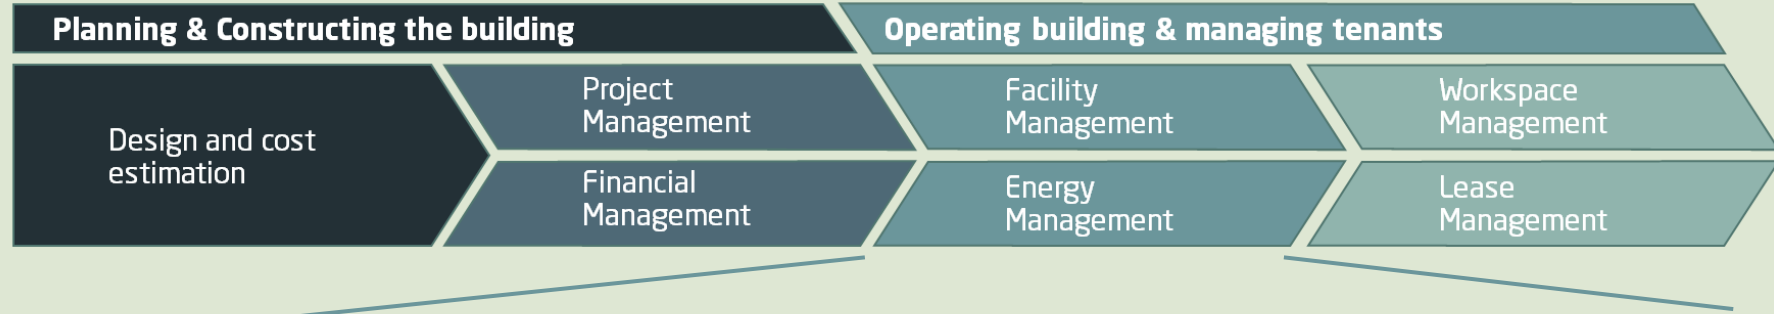 Planning & Constructing the building
Operating building & managing tenants
Design and cost
estimation
Project
Management
Financial
Management
Facility
Management
Energy
Management
Workspace
Management
Lease
Management